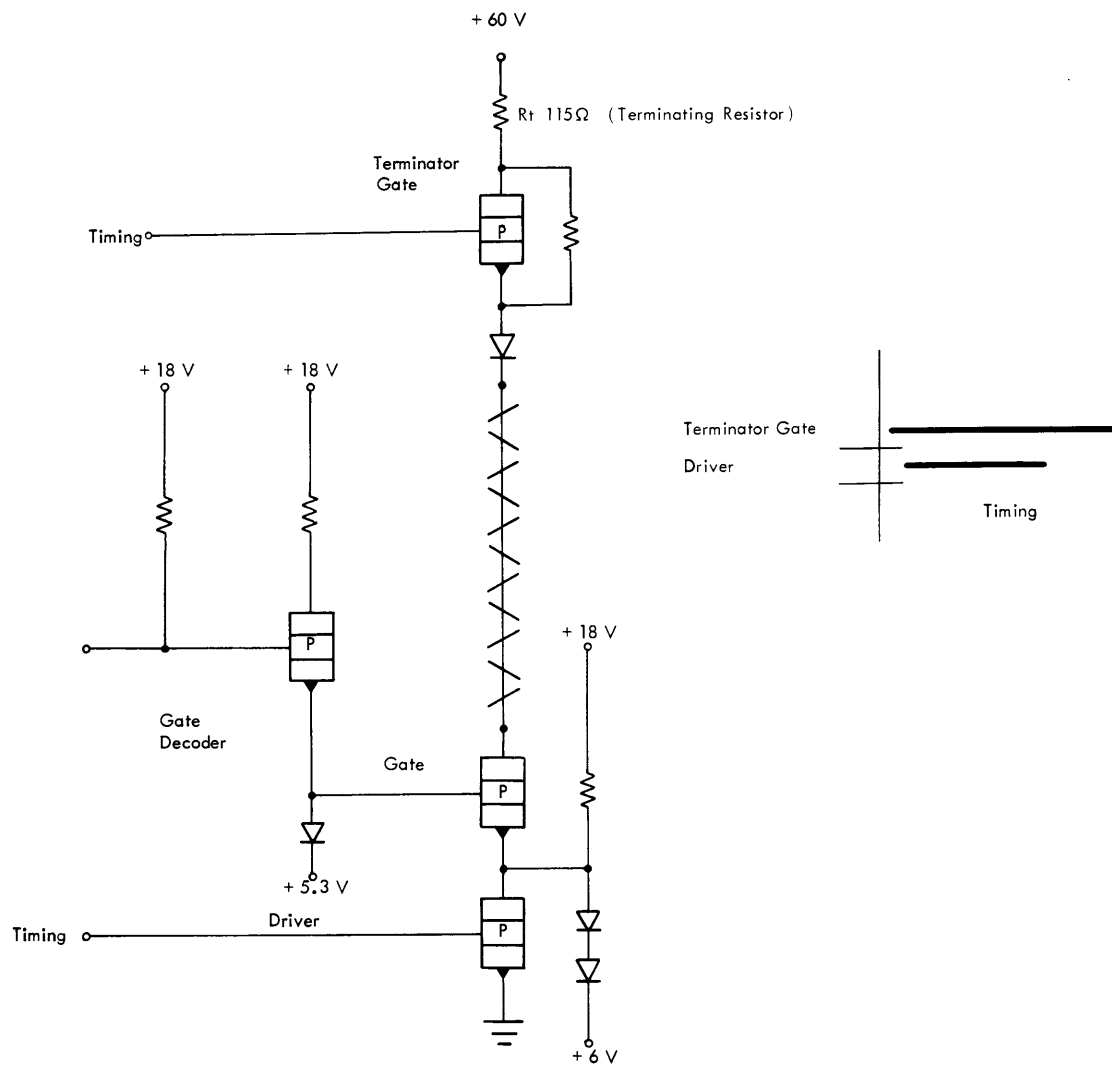 + 60 V
Rt 115Ω (Terminating Resistor)
Terminator
Gate
P
Timing
+ 18 V
+ 18 V
Terminator Gate
Driver
Timing
+ 18 V
P
Gate
Decoder
Gate
P
+ 5.3 V
Driver
P
Timing
+ 6 V